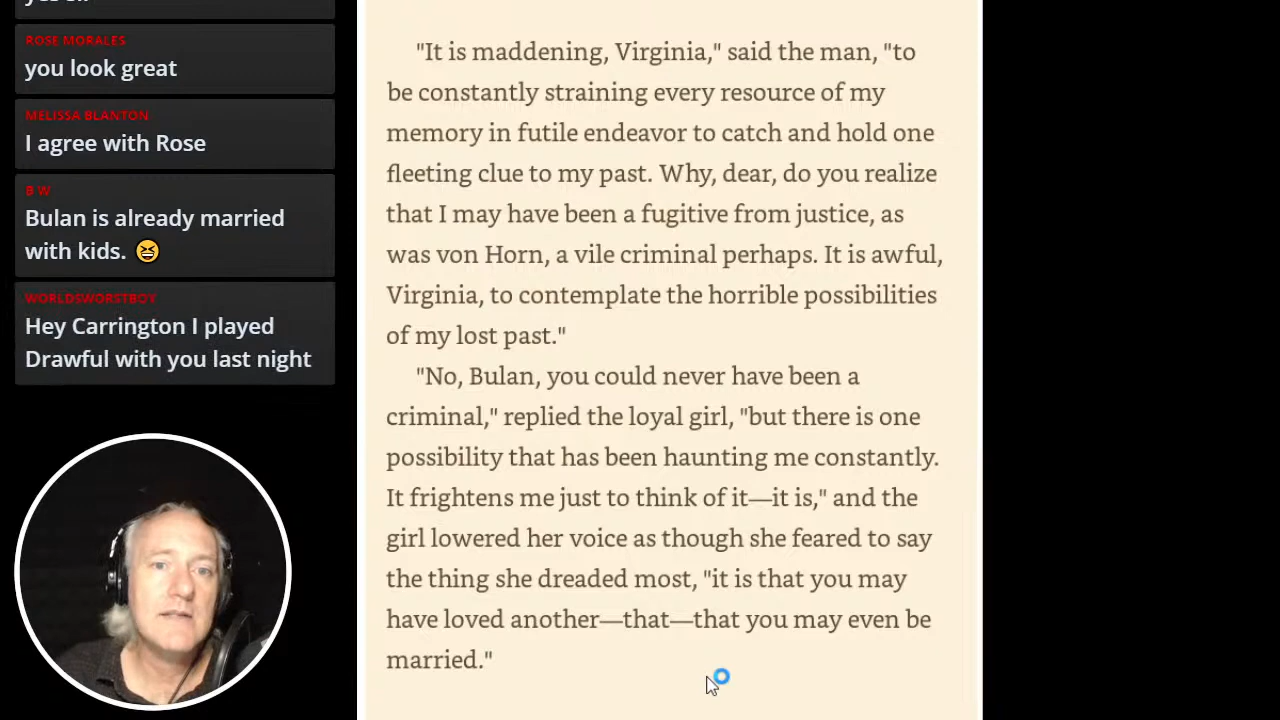 ROSE MORALES
you look great
MELISSA BLANTON
I agree with Rose
B W
Bulan is already married
with kids. 😆
WORLDSWORSTBOY
Hey Carrington I played
Drawful with you last night
"It is maddening, Virginia," said the man, "to
be constantly straining every resource of my
memory in futile endeavor to catch and hold one
fleeting clue to my past. Why, dear, do you realize
that I may have been a fugitive from justice, as
was von Horn, a vile criminal perhaps. It is awful,
Virginia, to contemplate the horrible possibilities
of my lost past."
"No, Bulan, you could never have been a
criminal," replied the loyal girl, "but there is one
possibility that has been haunting me constantly.
It frightens me just to think of it—it is," and the
girl lowered her voice as though she feared to say
the thing she dreaded most, "it is that you may
have loved another—that—that you may even be
married."